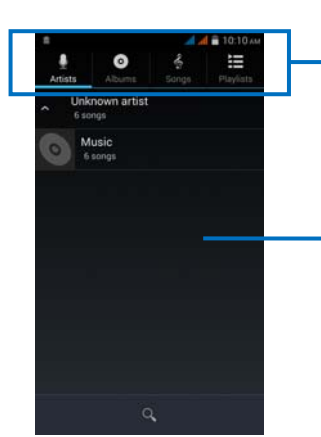 10:10 AM
Artists Albums Songs Playlists
Unknown artist
6 songs
Music
6 songs